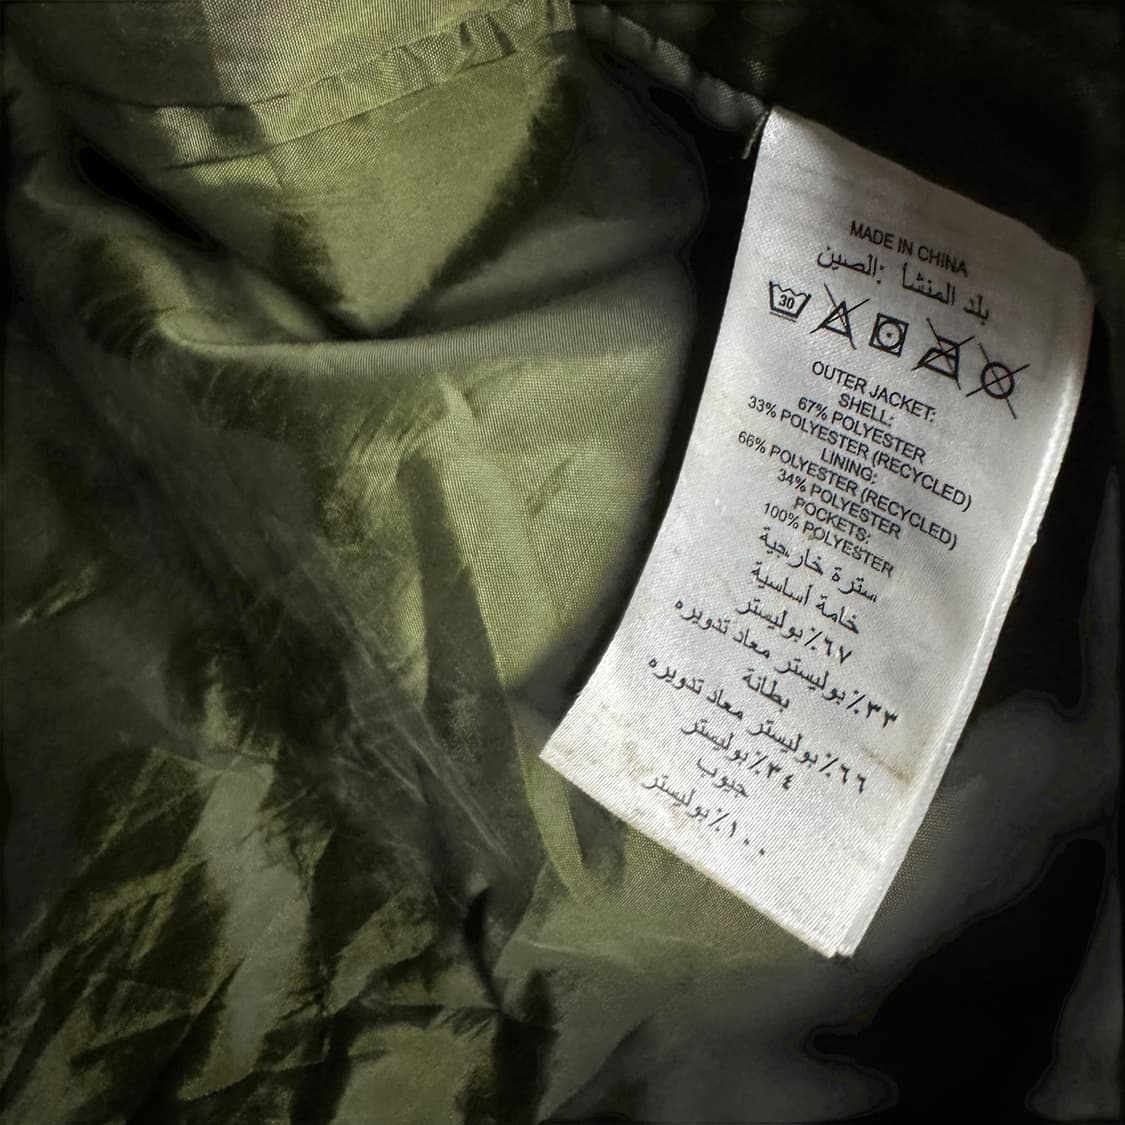 MADE IN CHINA
بلد المنشأ :الصين
30
OUTER JACKET:
SHELL:
67% POLYESTER
33% POLYESTER (RECYCLED)
LINING:
66% POLYESTER (RECYCLED)
34% POLYESTER
POCKETS:
100% POLYESTER
سترة خارجية
خامة أساسية
٦٧٪ بوليستر
٣٣٪ بوليستر معاد تدويره
بطانة
٦٦٪ بوليستر معاد تدويره
٣٤٪ بوليستر
جيوب
١٠٠٪ بوليستر